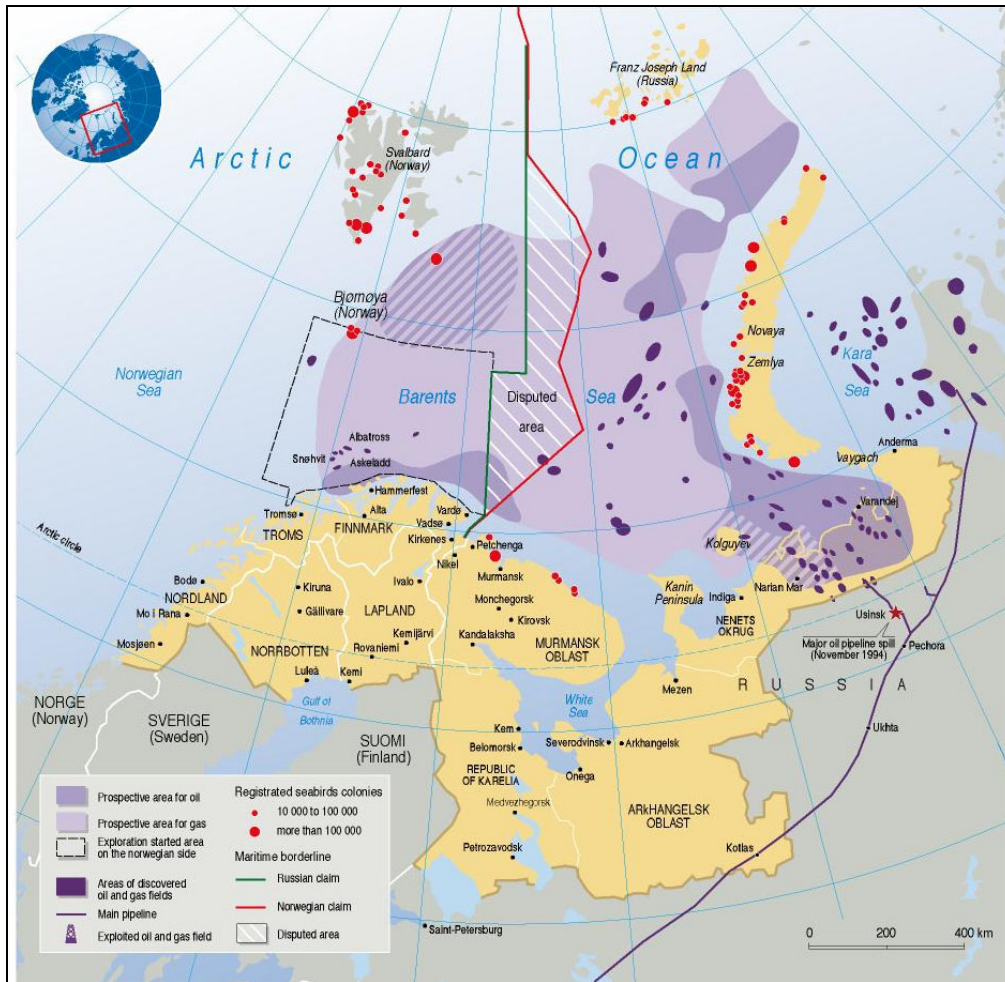 Franz Joseph Land
(Russia)
Arctic
Ocean
Svalbard
(Norway)
Bjørnøya
(Norway)
Novaya
Zemlya
Kara
Sea
Norwegian
Sea
Barents
Disputed
area
Sea
Albatross
Snøhvit
Askeladd
Anderma
Vaygach
Hammerfest
Varandej
Tromsø
Alta
Vardø
TROMS
FINNMARK
Vadsø
Arctic circle
Kirkenes
Petchenga
Kolguyev
Nikel
Murmansk
Kanin
Peninsula
Narian Mar
Bodø
Kiruna
Ivalo
Monchegorsk
Indiga
NORDLAND
LAPLAND
NENETS
OKRUG
Usinsk
Mo i Rana
Gällivare
Kirovsk
Major oil pipeline spill
(November 1994)
Pechora
Mosjøen
NORRBOTTEN
Kemijärvi
Rovaniemi
Kandalaksha
MURMANSK
OBLAST
Luleå
Kemi
Mezen
RUSSIA
NORGE
(Norway)
Gulf of
Bothnia
White
Sea
SVERIGE
(Sweden)
SUOMI
(Finland)
Kem
Belomorsk
Severodvinsk
Arkhangelsk
Ukhta
REPUBLIC
OF KARELIA
Onega
Medvezhegorsk
ARkHANGELSK
OBLAST
Petrozavodsk
Kotlas
Saint-Petersburg
Prospective area for oil
Prospective area for gas
Exploration started area
on the norwegian side
Areas of discovered
oil and gas fields
Main pipeline
Exploited oil and gas field
Registrated seabirds colonies
10 000 to 100 000
more than 100 000
Maritime borderline
Russian claim
Norwegian claim
Disputed area
0 200 400 km